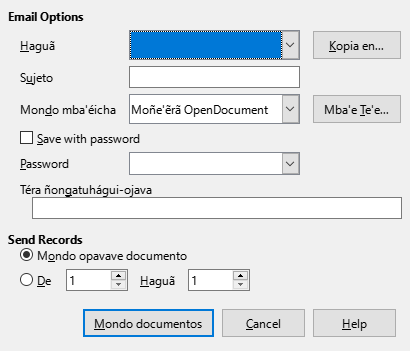 Email Options
Haguã
Kopia en...
Sujeto
Mondo mba'éicha
Moñe'ẽrã OpenDocument
Mba'e Te'e...
Save with password
Password
Téra ñongatuhágui-ojava
Send Records
Mondo opavave documento
De 1 Haguã 1
Mondo documentos
Cancel
Help